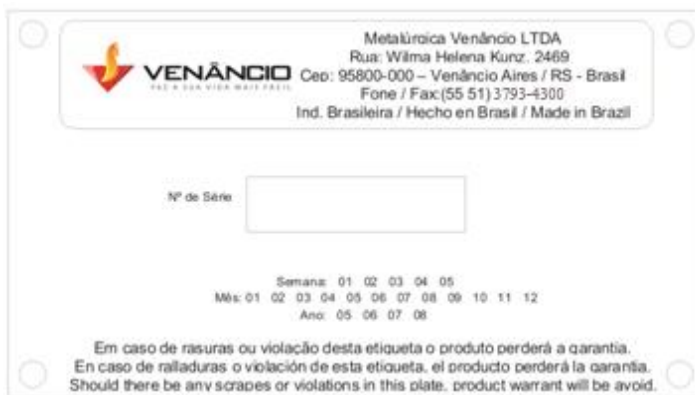 Metalúrgica Venâncio LTDA
Rua: Wilma Helena Kunz. 2469
VENÂNCIO
FAZ A SUA VIDA MAIS FÁCIL
Cep: 95800-000 – Venâncio Aires / RS - Brasil
Fone / Fax:(55 51) 3793-4300
Ind. Brasileira / Hecho en Brasil / Made in Brazil
Nº de Série
Semana: 01 02 03 04 05
Mês: 01 02 03 04 05 06 07 08 09 10 11 12
Ano: 05 06 07 08
Em caso de rasuras ou violação desta etiqueta o produto perderá a garantia.
En caso de ralladuras o violación de esta etiqueta, el producto perderá la garantia.
Should there be any scrapes or violations in this plate, product warrant will be avoid.